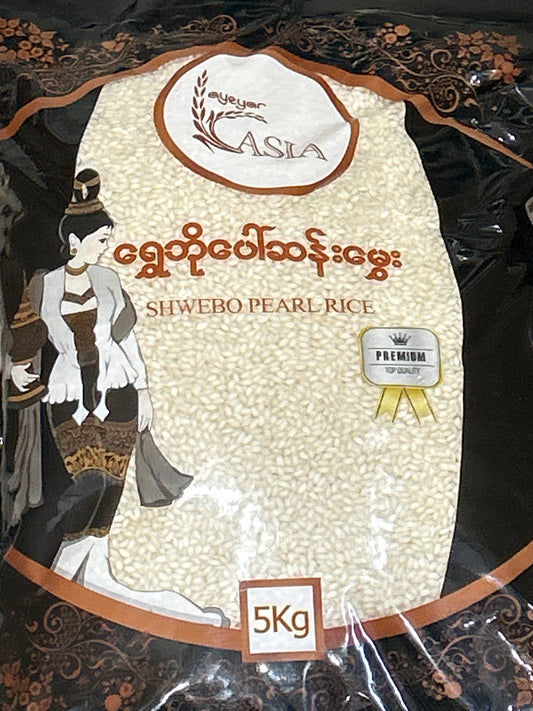 ayeyar
ASIA
ရွှေဘိုပေါ်ဆန်းမွှေး
SHWEBO PEARL RICE
PREMIUM
TOP QUALITY
5Kg